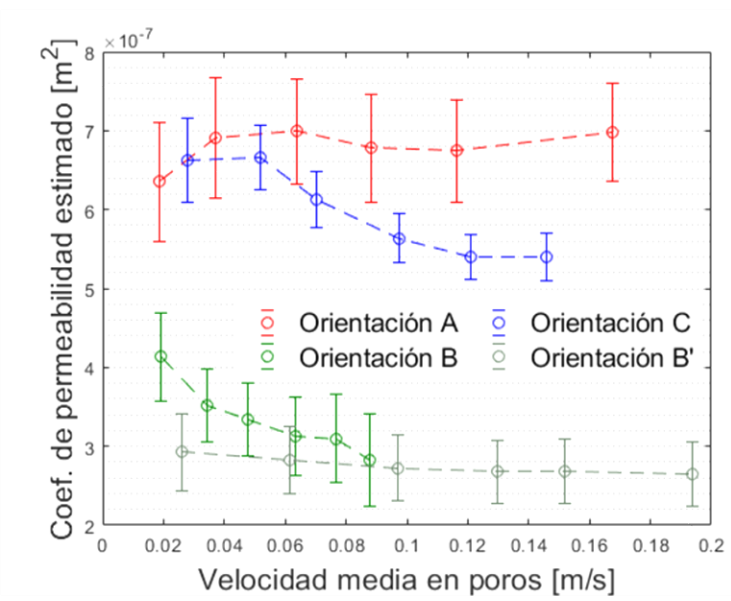 ×10-7
8
7
6
5
4
3
2
Coef. de permeabilidad estimado [m2]
Orientación A
Orientación C
Orientación B
Orientación B'
0 0.02 0.04 0.06 0.08 0.1 0.12 0.14 0.16 0.18 0.2
Velocidad media en poros [m/s]